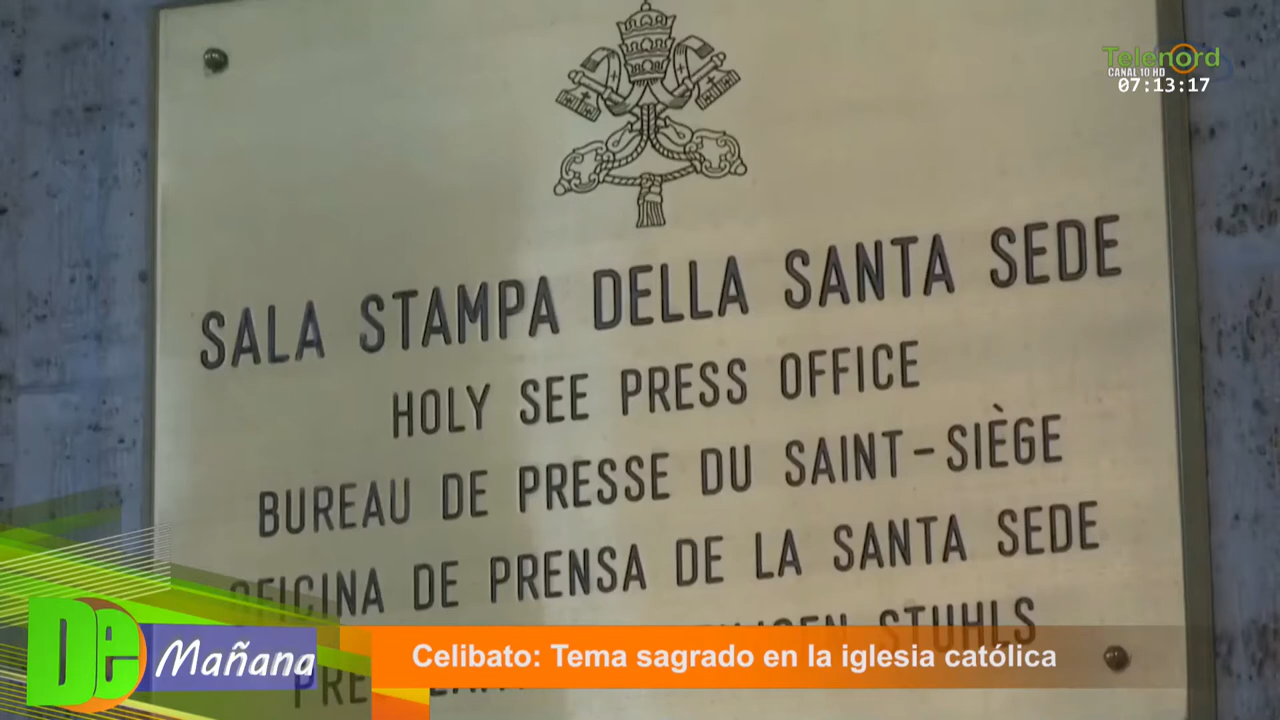 Telenord
CANAL 10 HD
07:13:17
SALA STAMPA DELLA SANTA SEDE
HOLY SEE PRESS OFFICE
BUREAU DE PRESSE DU SAINT-SIÈGE
OFICINA DE PRENSA DE LA SANTA SEDE
STUHLS
De Mañana
Celibato: Tema sagrado en la iglesia católica